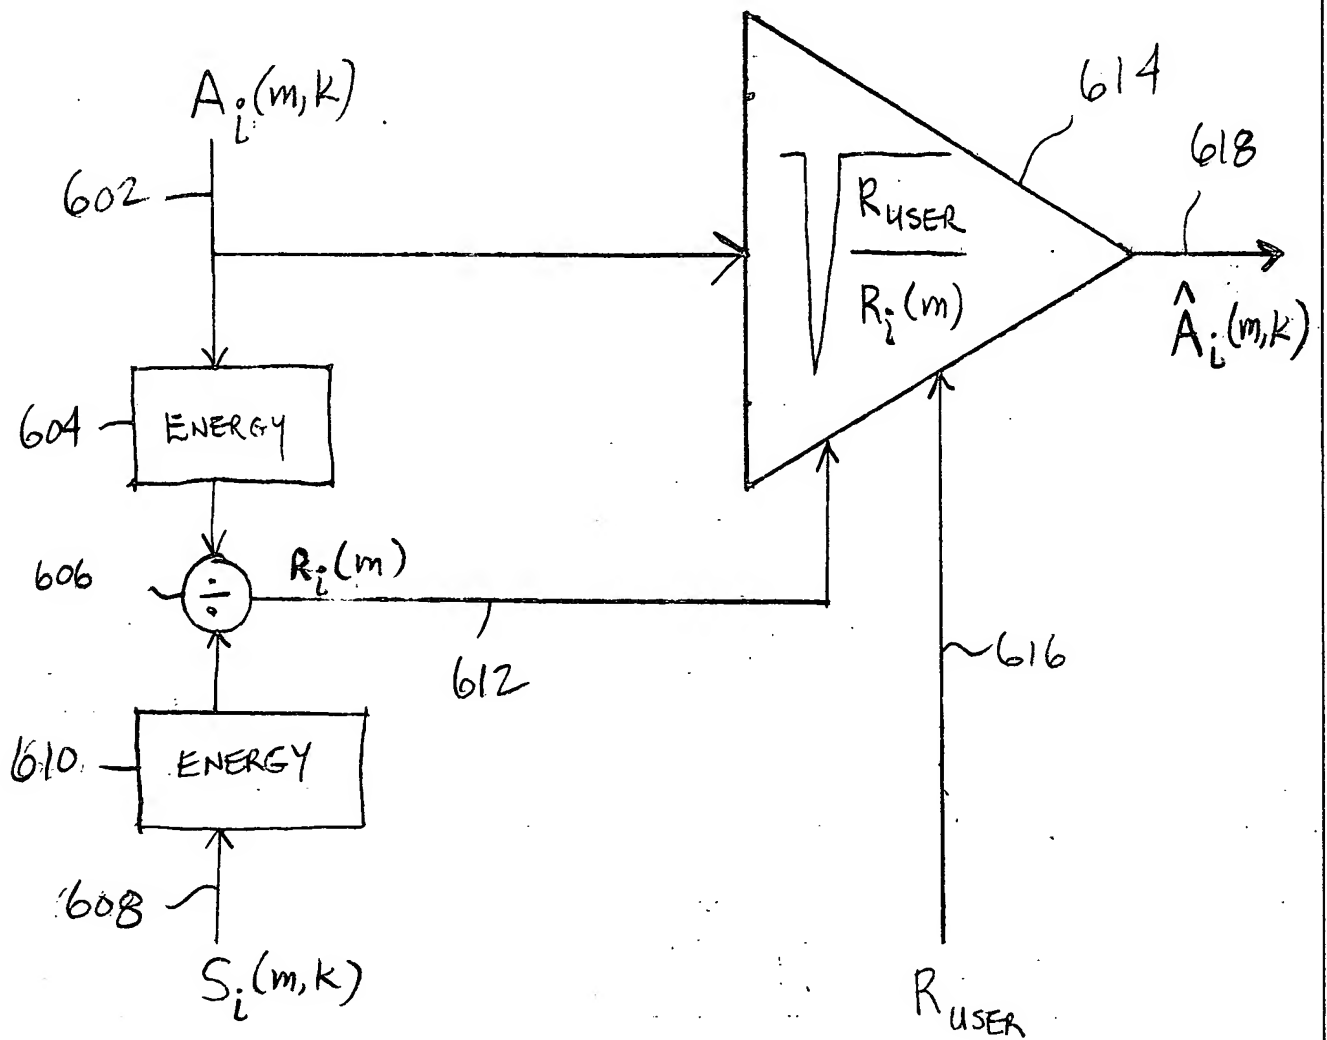 A_i(m,k)
602
614
618
√
R_USER
R_i(m)
Â_i(m,k)
604
ENERGY
606
÷
R_i(m)
612
616
610
ENERGY
608
S_i(m,k)
R_USER